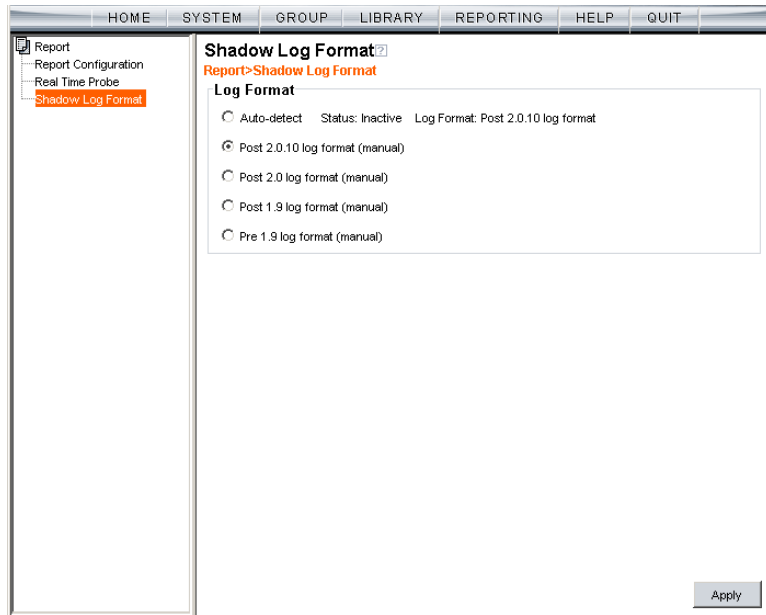 HOME SYSTEM GROUP LIBRARY REPORTING HELP QUIT
Report
Report Configuration
Real Time Probe
Shadow Log Format
Shadow Log Format?
Report>Shadow Log Format
Log Format
Auto-detect Status: Inactive Log Format: Post 2.0.10 log format
Post 2.0.10 log format (manual)
Post 2.0 log format (manual)
Post 1.9 log format (manual)
Pre 1.9 log format (manual)
Apply